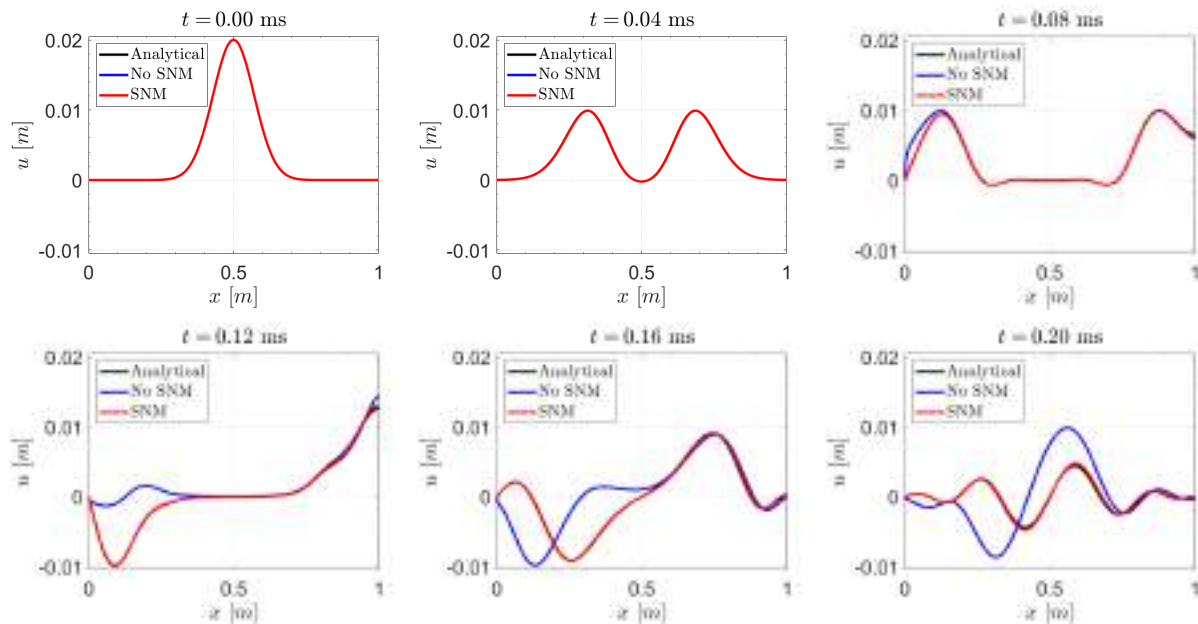 t = 0.00 ms
0.02
0.01
0
-0.01
u [m]
Analytical
No SNM
SNM
0
0.5
1
x [m]
t = 0.04 ms
0.02
0.01
0
-0.01
u [m]
Analytical
No SNM
SNM
0
0.5
1
x [m]
t = 0.08 ms
0.02
0.01
0
-0.01
u [m]
Analytical
No SNM
SNM
0
0.5
1
x [m]
t = 0.12 ms
0.02
0.01
0
-0.01
u [m]
Analytical
No SNM
SNM
0
0.5
1
x [m]
t = 0.16 ms
0.02
0.01
0
-0.01
u [m]
Analytical
No SNM
SNM
0
0.5
1
x [m]
t = 0.20 ms
0.02
0.01
0
-0.01
u [m]
Analytical
No SNM
SNM
0
0.5
1
x [m]